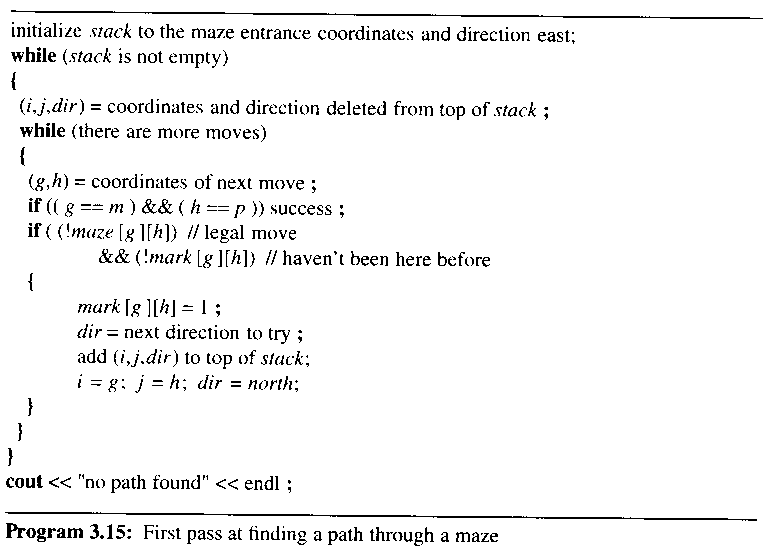 initialize stack to the maze entrance coordinates and direction east;
while (stack is not empty)
{
(i,j,dir) = coordinates and direction deleted from top of stack ;
while (there are more moves)
{
(g,h) = coordinates of next move ;
if (( g == m ) && ( h == p )) success ;
if ( (!maze [g ][h]) // legal move
&& (!mark [g ][h]) // haven't been here before
{
mark [g ][h] = 1 ;
dir = next direction to try ;
add (i,j,dir) to top of stack;
i = g; j = h; dir = north;
}
}
}
cout << "no path found" << endl ;
Program 3.15: First pass at finding a path through a maze